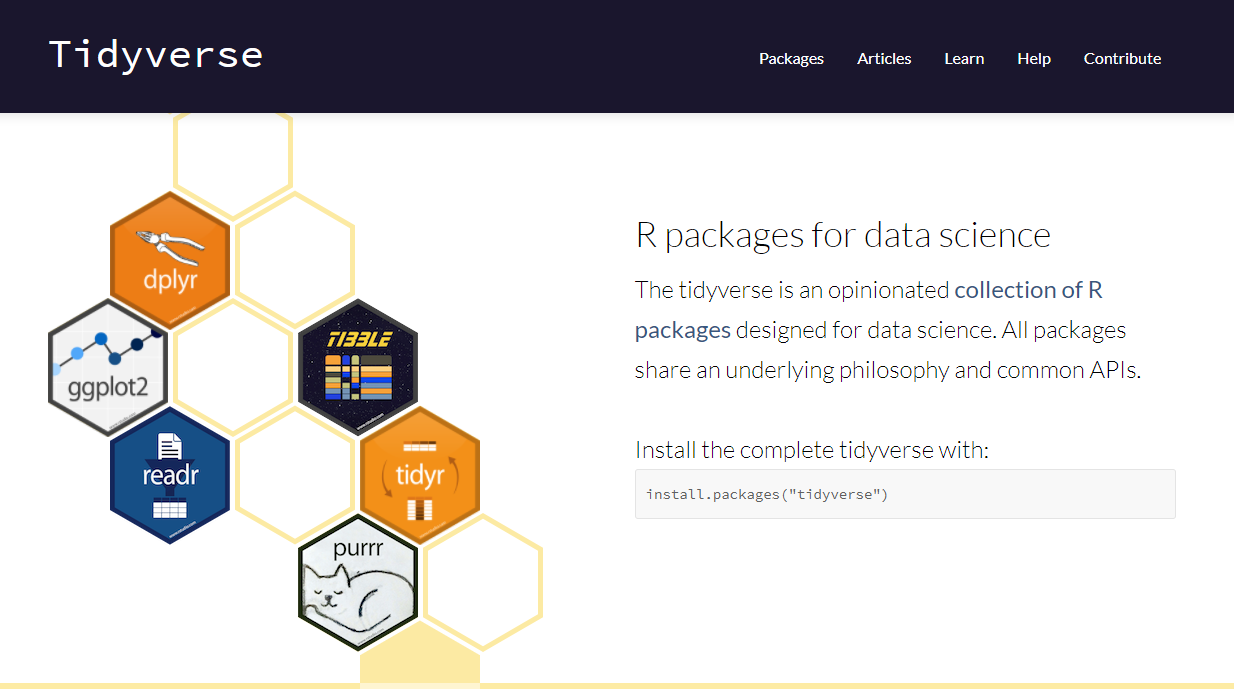 Tidyverse
Packages
Articles
Learn
Help
Contribute
dplyr
ggplot2
TIBBLE
readr
tidyr
purrr
R packages for data science
The tidyverse is an opinionated collection of R
packages designed for data science. All packages
share an underlying philosophy and common APIs.
Install the complete tidyverse with:
install.packages("tidyverse")